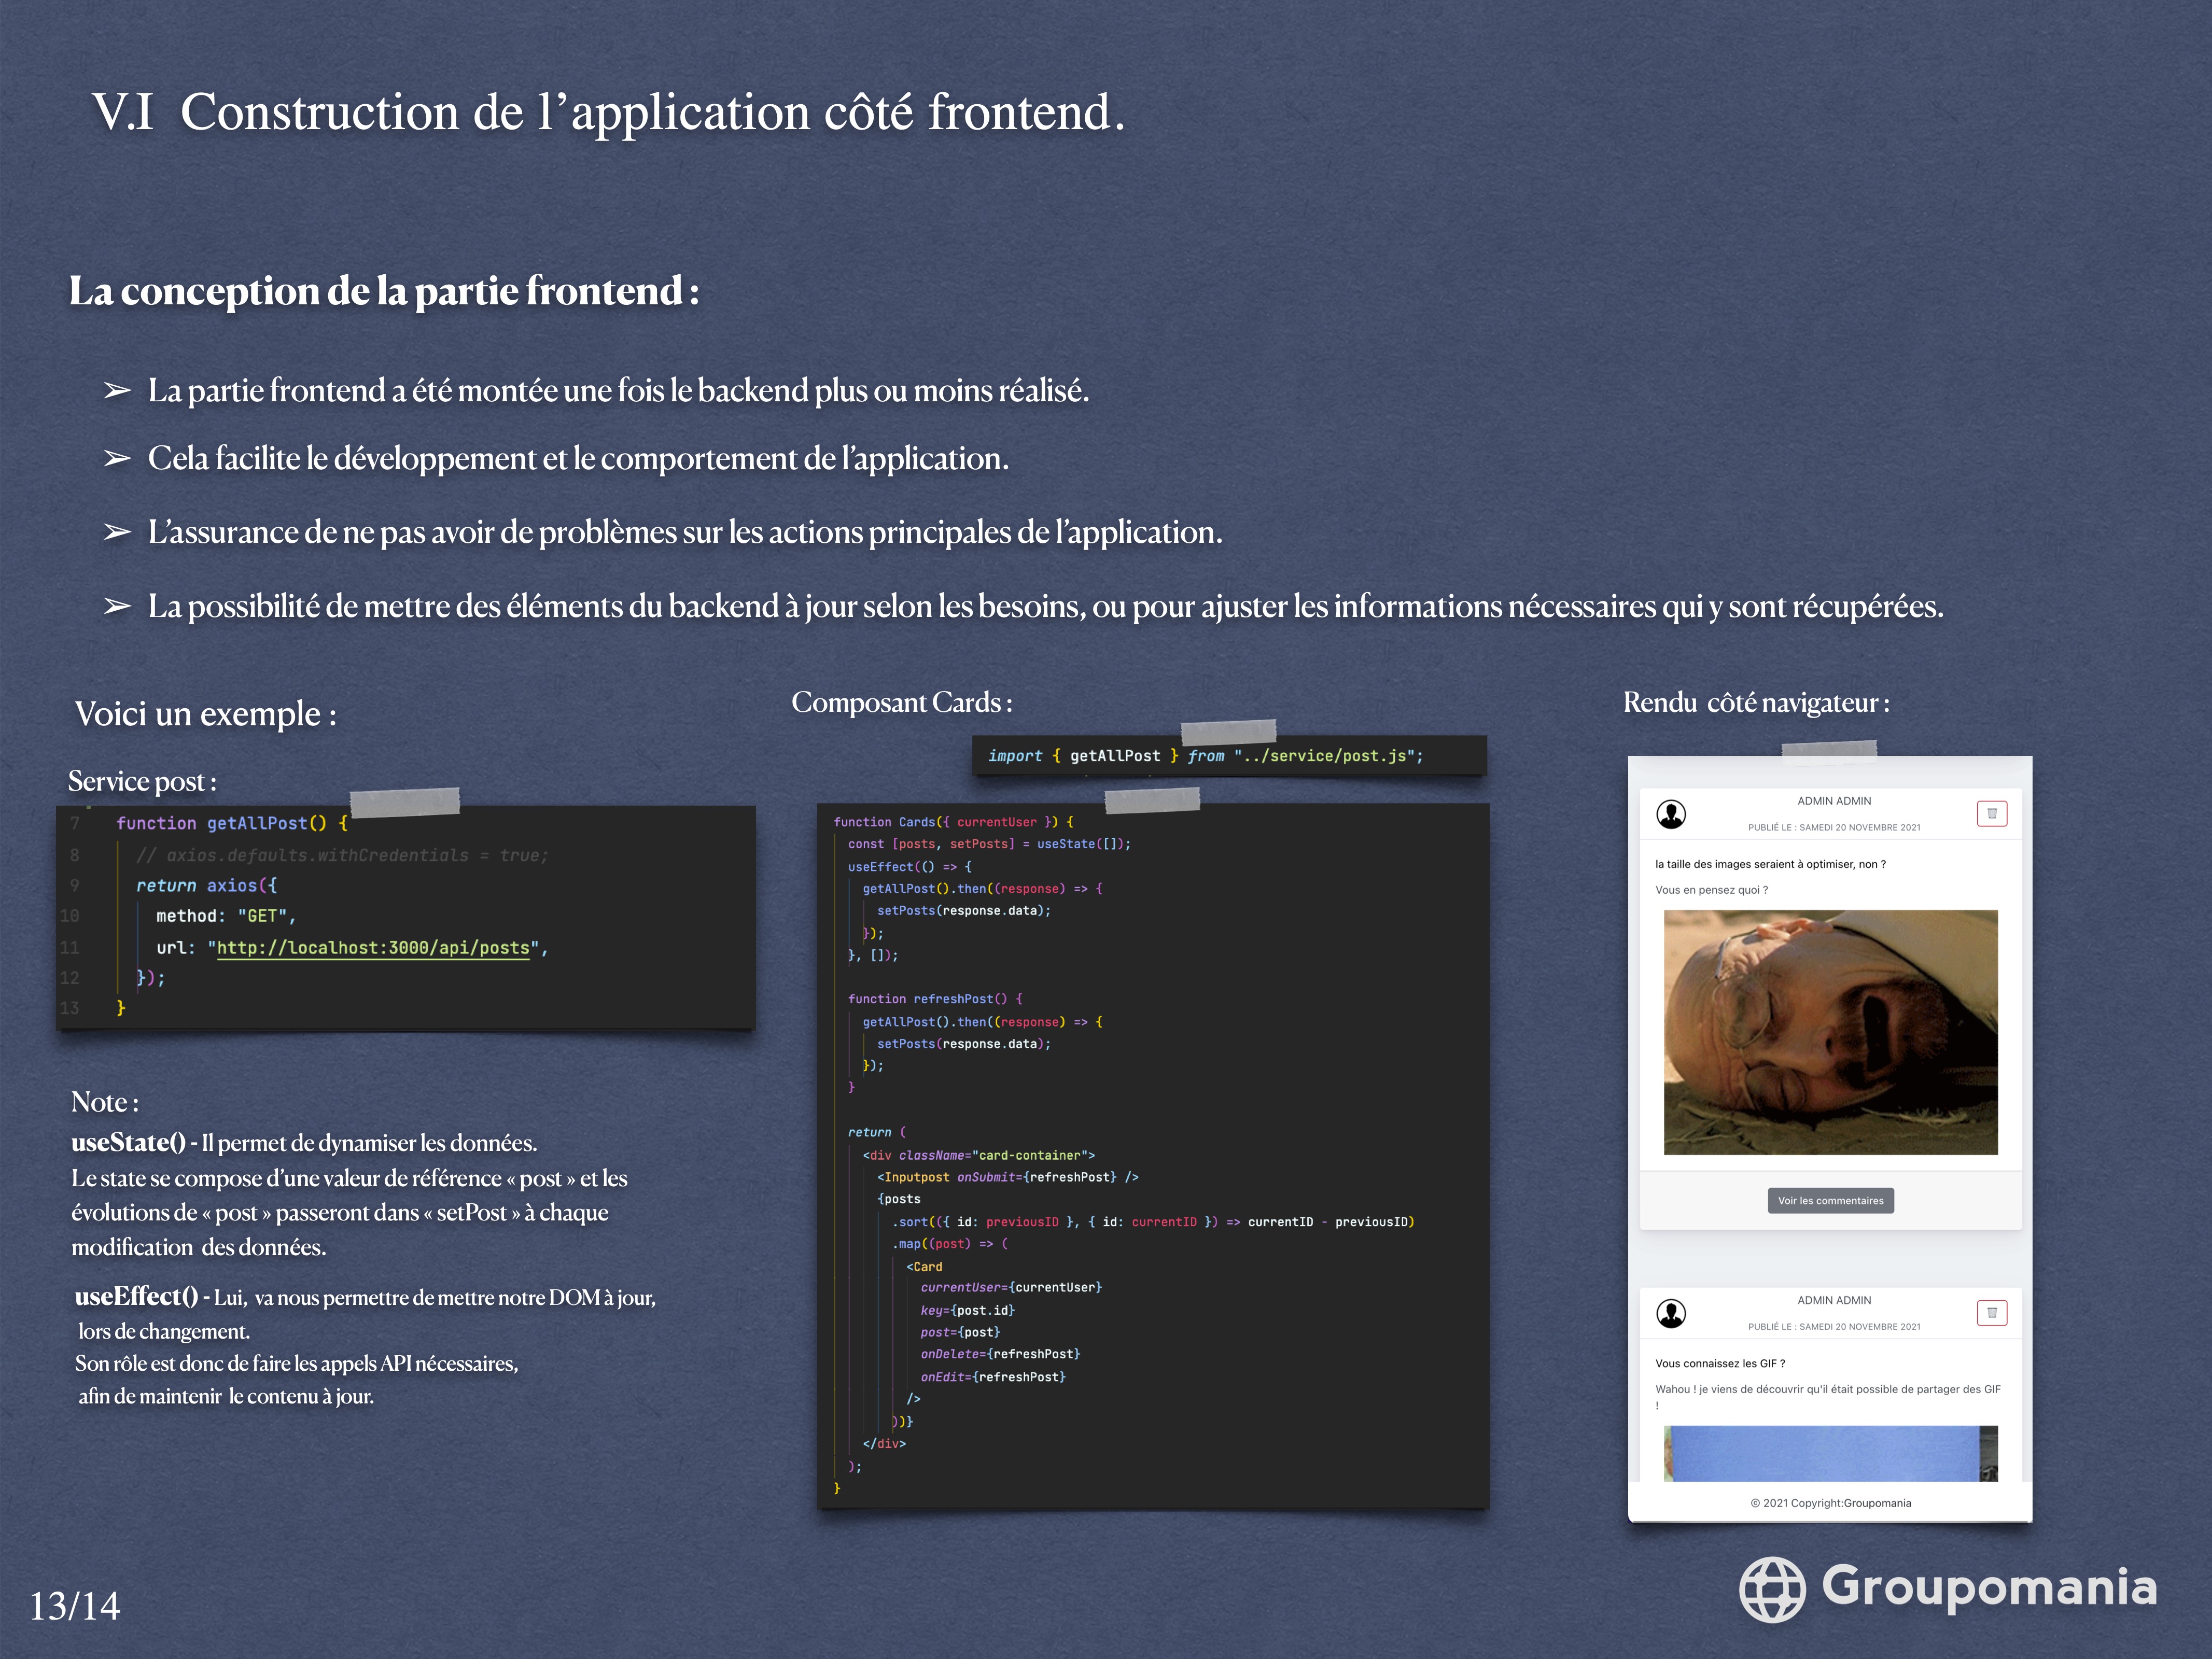 V.I Construction de l’application côté frontend.
La conception de la partie frontend :
➢ La partie frontend a été montée une fois le backend plus ou moins réalisé.
➢ Cela facilite le développement et le comportement de l’application.
➢ L’assurance de ne pas avoir de problèmes sur les actions principales de l’application.
➢ La possibilité de mettre des éléments du backend à jour selon les besoins, ou pour ajuster les informations nécessaires qui y sont récupérées.
Voici un exemple :
Service post :
7 function getAllPost() {
8 // axios.defaults.withCredentials = true;
9 return axios({
10 method: "GET",
11 url: "http://localhost:3000/api/posts",
12 });
13 }
Note :
useState() - Il permet de dynamiser les données.
Le state se compose d’une valeur de référence « post » et les
évolutions de « post » passeront dans « setPost » à chaque
modification des données.
useEffect() - Lui, va nous permettre de mettre notre DOM à jour,
lors de changement.
Son rôle est donc de faire les appels API nécessaires,
afin de maintenir le contenu à jour.
Composant Cards :
import { getAllPost } from "../service/post.js";
function Cards({ currentUser }) {
const [posts, setPosts] = useState([]);
useEffect(() => {
getAllPost().then((response) => {
setPosts(response.data);
});
}, []);
function refreshPost() {
getAllPost().then((response) => {
setPosts(response.data);
});
}
return (
<div className="card-container">
<Inputpost onSubmit={refreshPost} />
{posts
.sort(({ id: previousID }, { id: currentID }) => currentID - previousID)
.map((post) => (
<Card
currentUser={currentUser}
key={post.id}
post={post}
onDelete={refreshPost}
onEdit={refreshPost}
/>
))}
</div>
);
}
Rendu côté navigateur :
ADMIN ADMIN
PUBLIÉ LE : SAMEDI 20 NOVEMBRE 2021
la taille des images seraient à optimiser, non ?
Vous en pensez quoi ?
Voir les commentaires
ADMIN ADMIN
PUBLIÉ LE : SAMEDI 20 NOVEMBRE 2021
Vous connaissez les GIF ?
Wahou ! je viens de découvrir qu'il était possible de partager des GIF
!
© 2021 Copyright:Groupomania
13/14
Groupomania